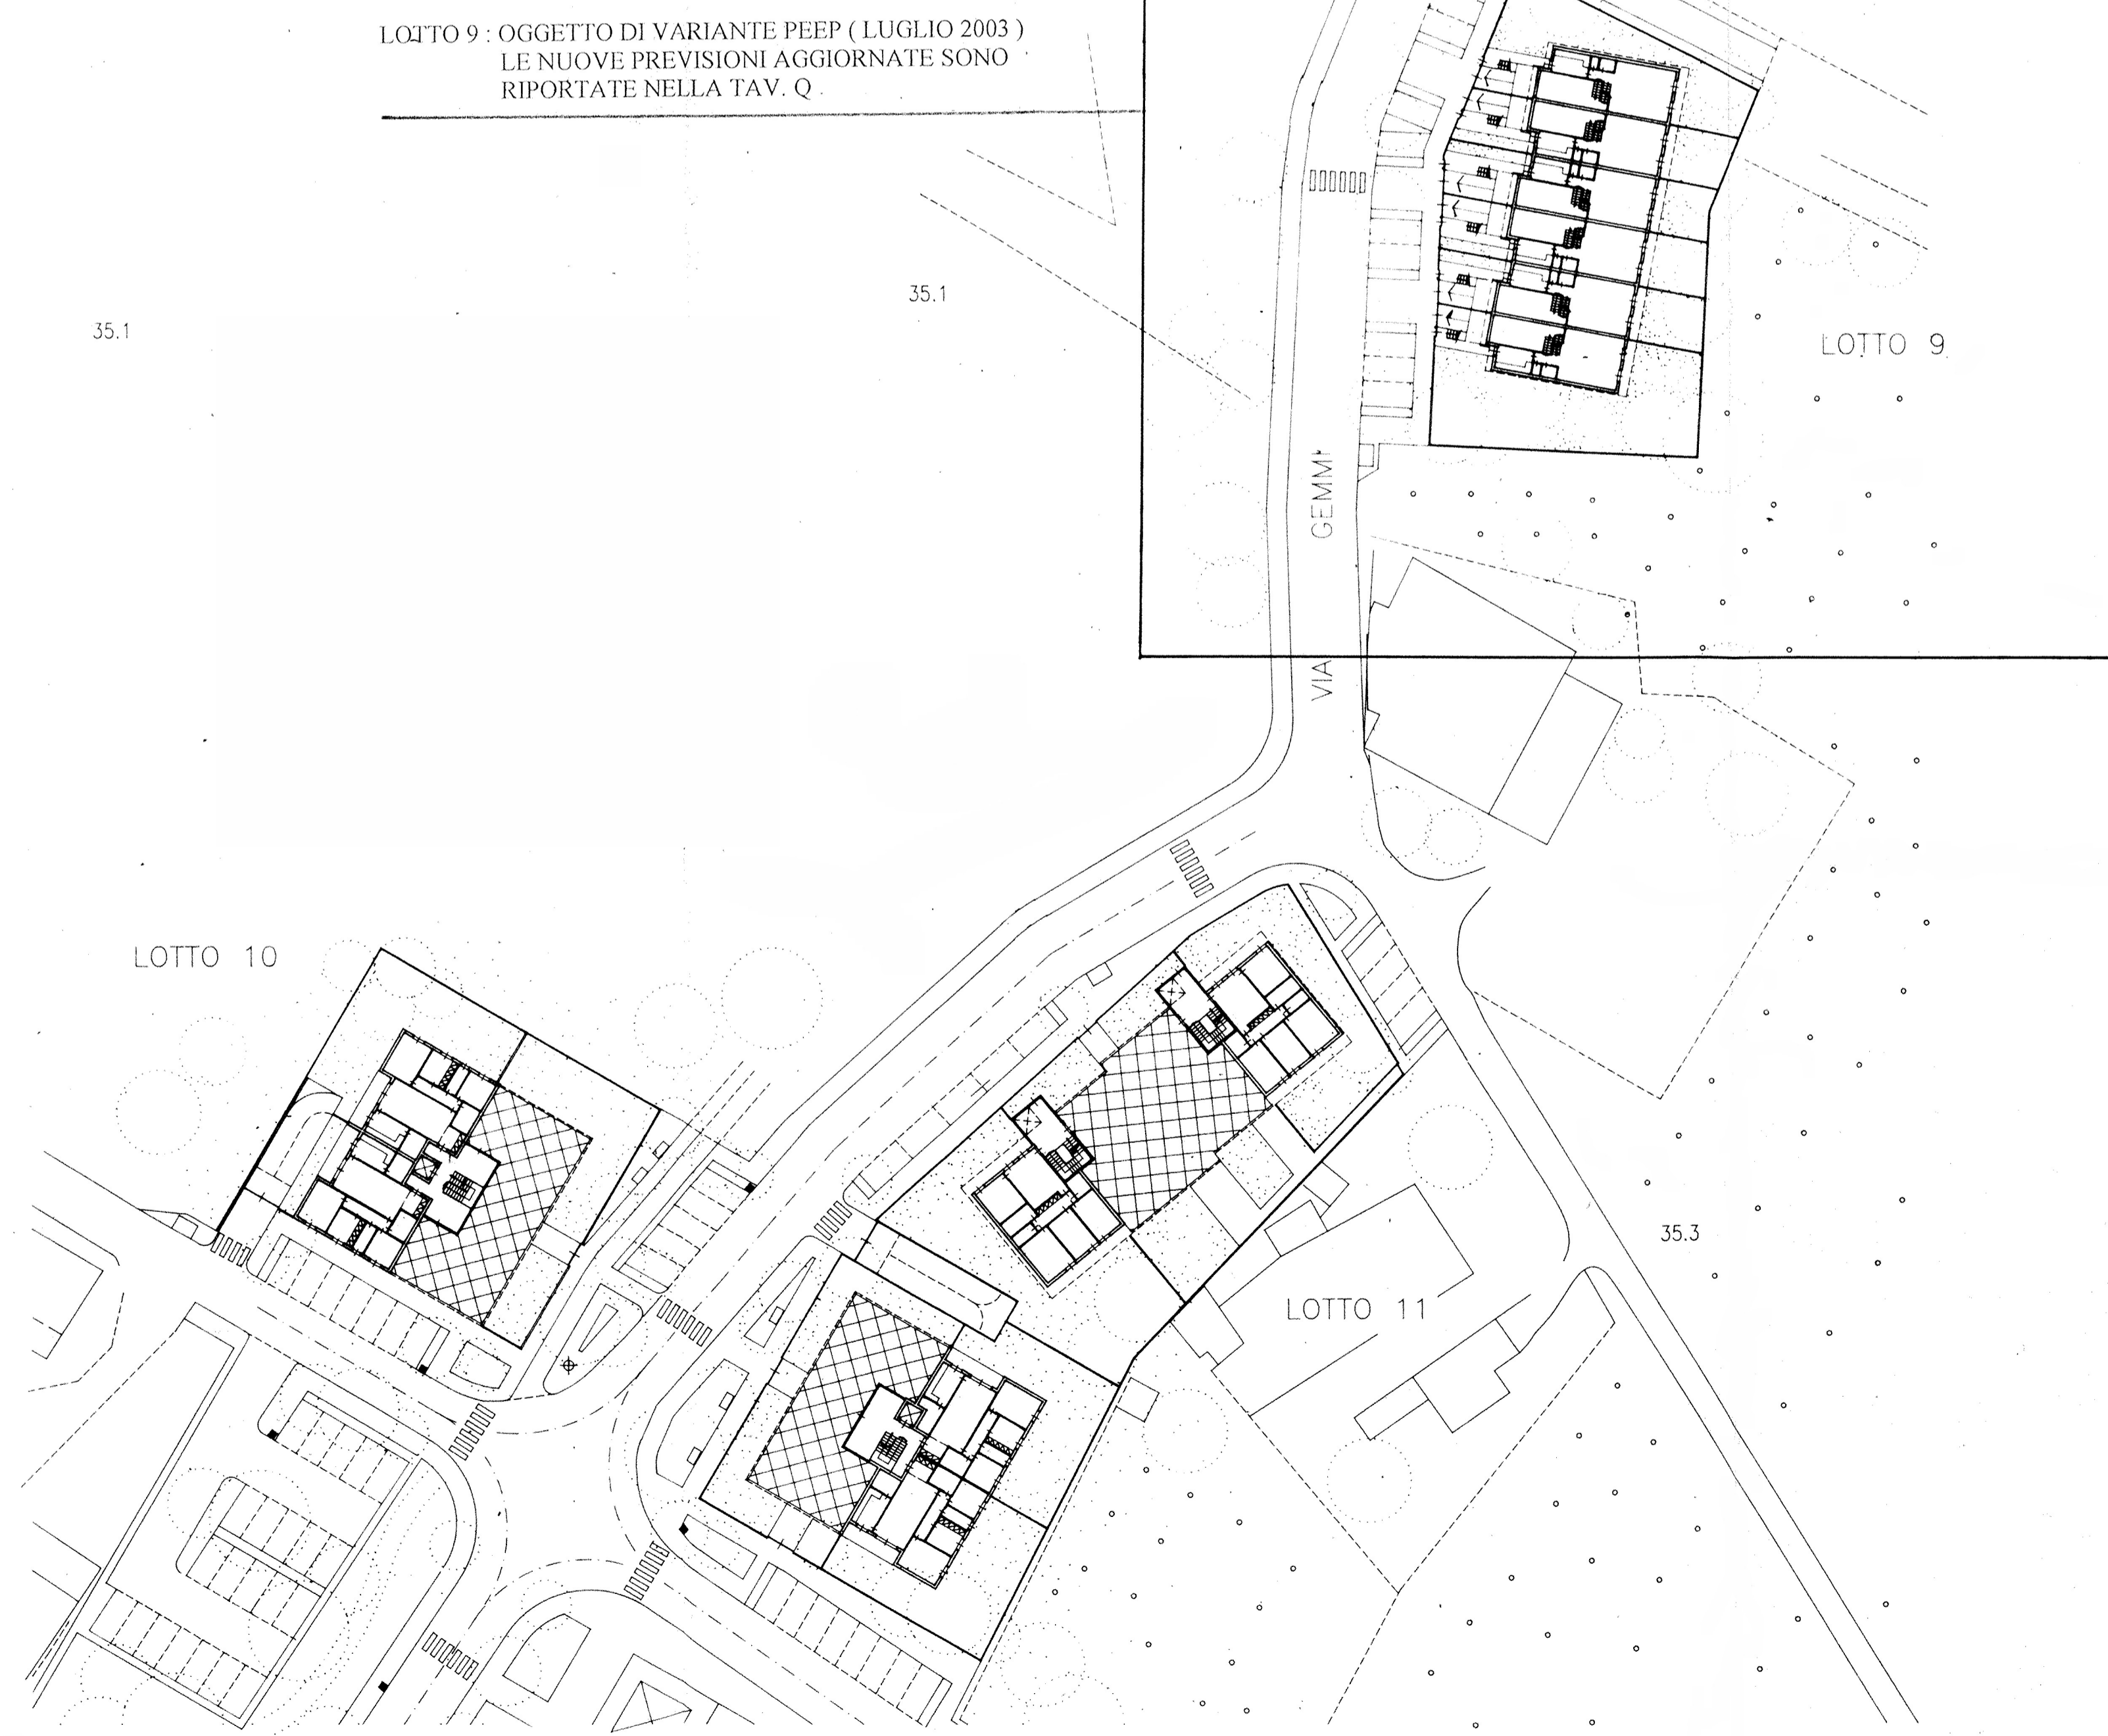 LOTTO 9 : OGGETTO DI VARIANTE PEEP ( LUGLIO 2003 )
LE NUOVE PREVISIONI AGGIORNATE SONO
RIPORTATE NELLA TAV. Q
35.1
35.1
LOTTO 9
VIA GEMMI
LOTTO 10
35.3
LOTTO 11